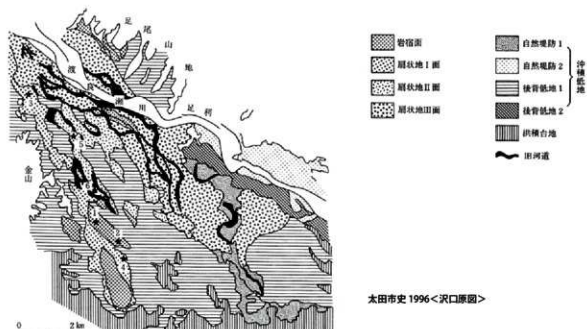 足尾山地
渡良瀬川
足利
金山
0 2km
岩宿面
扇状地Ⅰ面
扇状地Ⅱ面
扇状地Ⅲ面
自然堤防1
自然堤防2
後背低地1
後背低地2
沖積低地
洪積台地
旧河道
太田市史 1996<沢口原図>